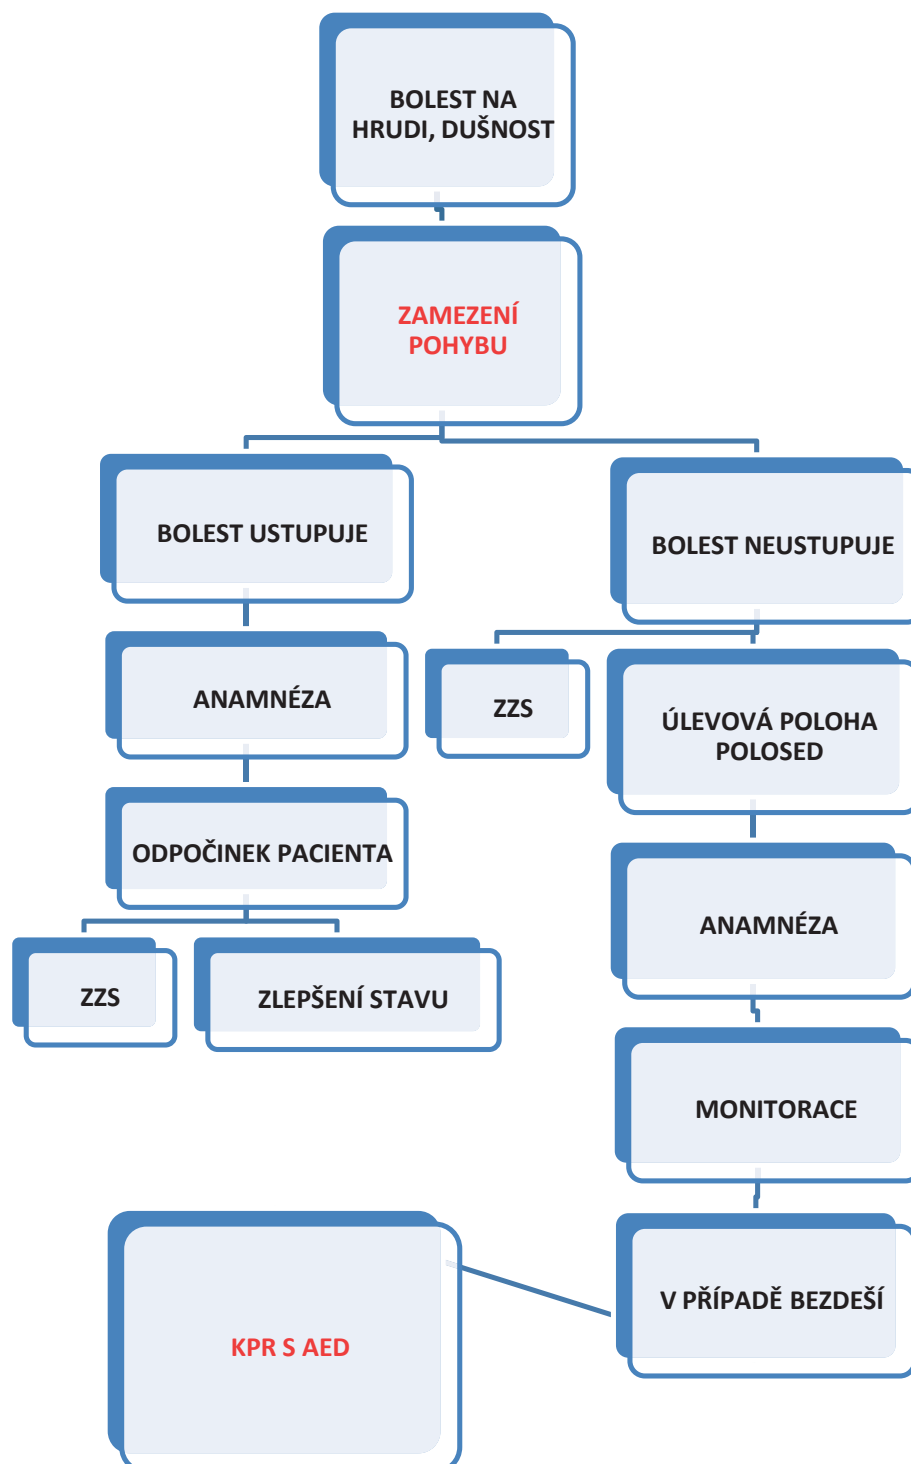 BOLEST NA
HRUDI, DUŠNOST
ZAMEZENÍ
POHYBU
BOLEST USTUPUJE
BOLEST NEUSTUPUJE
ANAMNÉZA
ZZS
ÚLEVOVÁ POLOHA
POLOSED
ODPOČINEK PACIENTA
ANAMNÉZA
ZZS
ZLEPŠENÍ STAVU
MONITORACE
V PŘÍPADĚ BEZDEŠÍ
KPR S AED